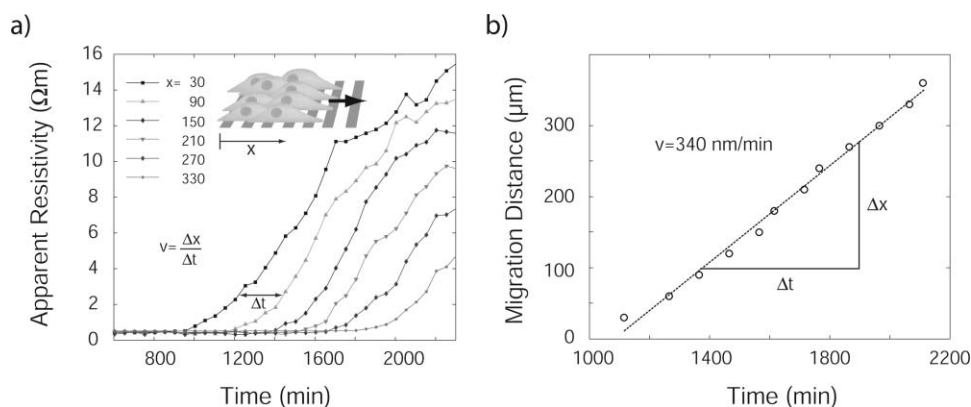 a)
Apparent Resistivity (Ωm)
16
14
12
10
8
6
4
2
0
x= 30
90
150
210
270
330
x
v= Δx
Δt
Δt
800
1200
1600
2000
Time (min)
b)
Migration Distance (µm)
300
200
100
0
v=340 nm/min
Δx
Δt
1000
1400
1800
2200
Time (min)